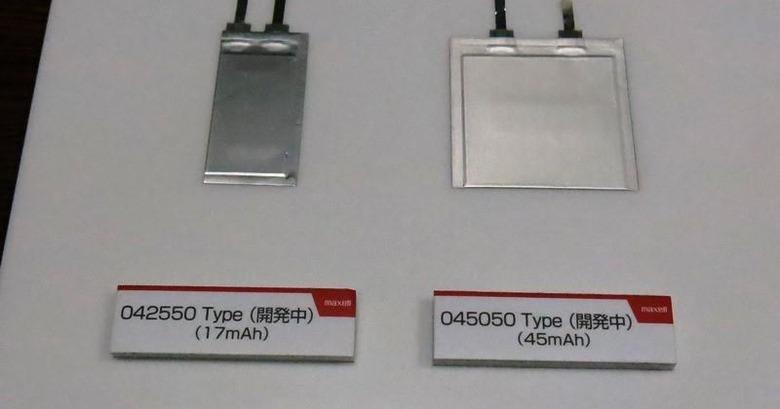 maxell
042550 Type (開発中)
(17mAh)
maxell
045050 Type (開発中)
(45mAh)